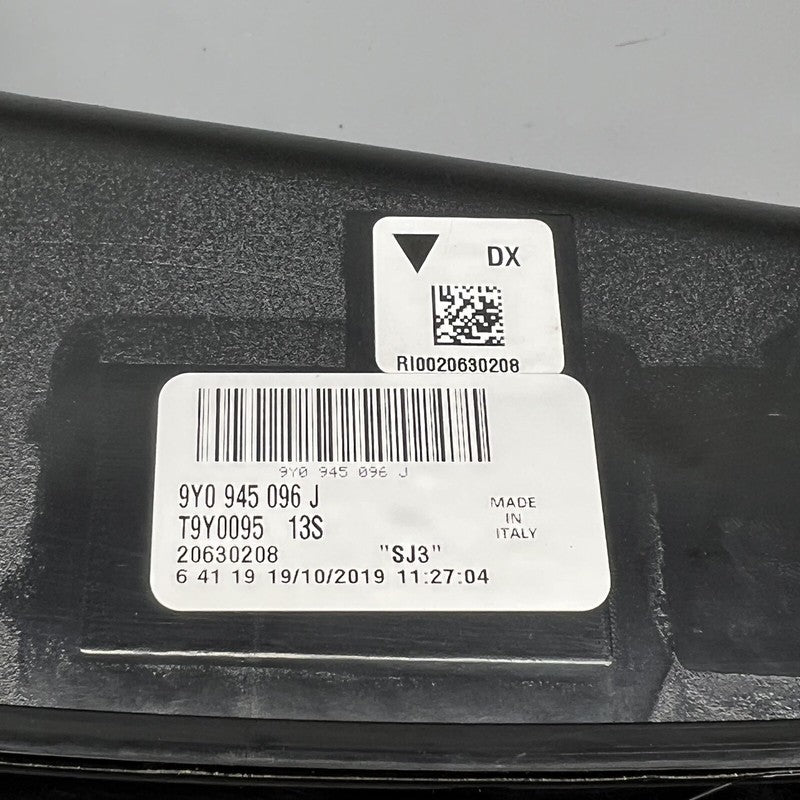 DX
RI0020630208
9Y0 945 096 J
9Y0 945 096 J
T9Y0095 13S
MADE
IN
ITALY
20630208 "SJ3"
6 41 19 19/10/2019 11:27:04